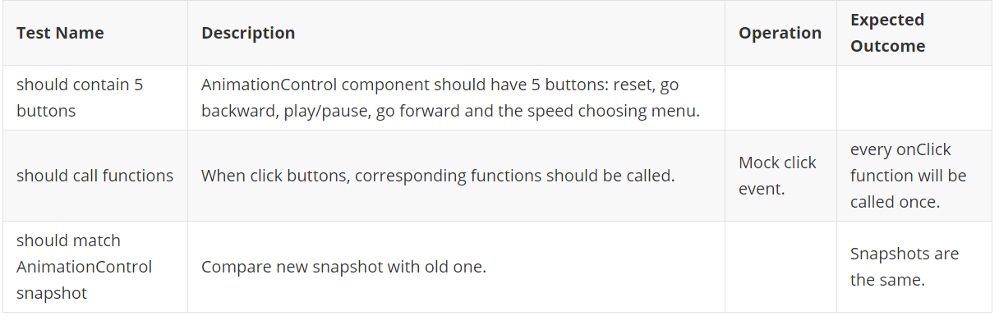 Test Name
Description
Operation
Expected
Outcome
should contain 5
buttons
AnimationControl component should have 5 buttons: reset, go
backward, play/pause, go forward and the speed choosing menu.
should call functions
When click buttons, corresponding functions should be called.
Mock click
event.
every onClick
function will be
called once.
should match
AnimationControl
snapshot
Compare new snapshot with old one.
Snapshots are
the same.